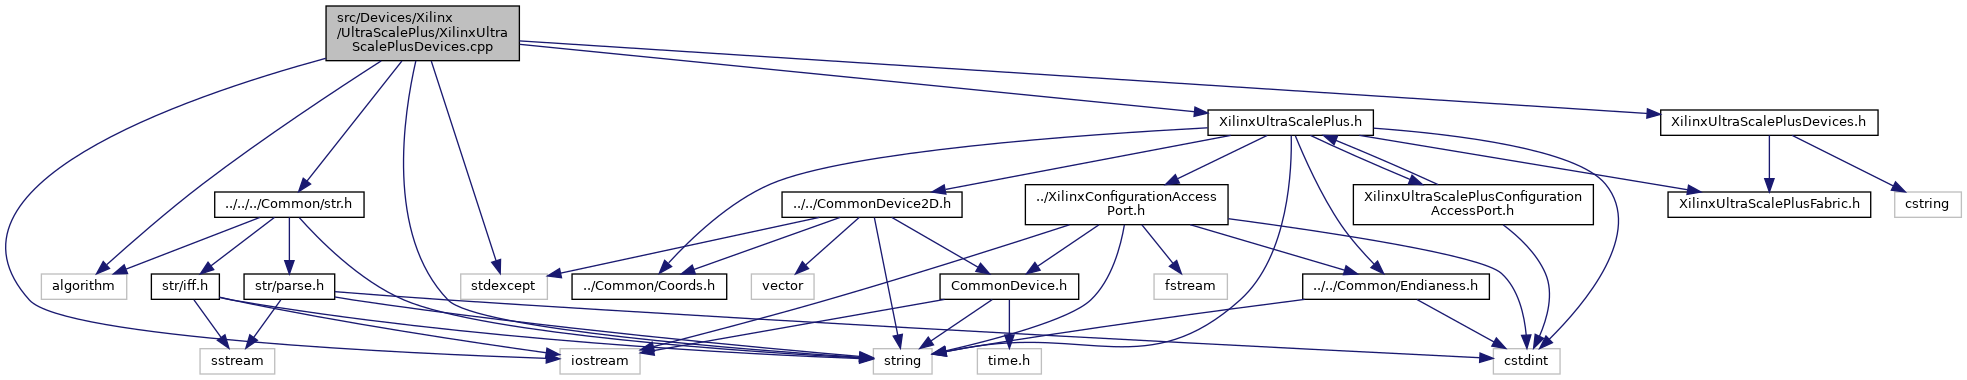 src/Devices/Xilinx
/UltraScalePlus/XilinxUltra
ScalePlusDevices.cpp
XilinxUltraScalePlus.h
XilinxUltraScalePlusDevices.h
../../../Common/str.h
../../CommonDevice2D.h
../XilinxConfigurationAccess
Port.h
XilinxUltraScalePlusConfiguration
AccessPort.h
XilinxUltraScalePlusFabric.h
cstring
algorithm
str/iff.h
str/parse.h
stdexcept
../Common/Coords.h
vector
CommonDevice.h
fstream
../../Common/Endianess.h
sstream
iostream
string
time.h
cstdint